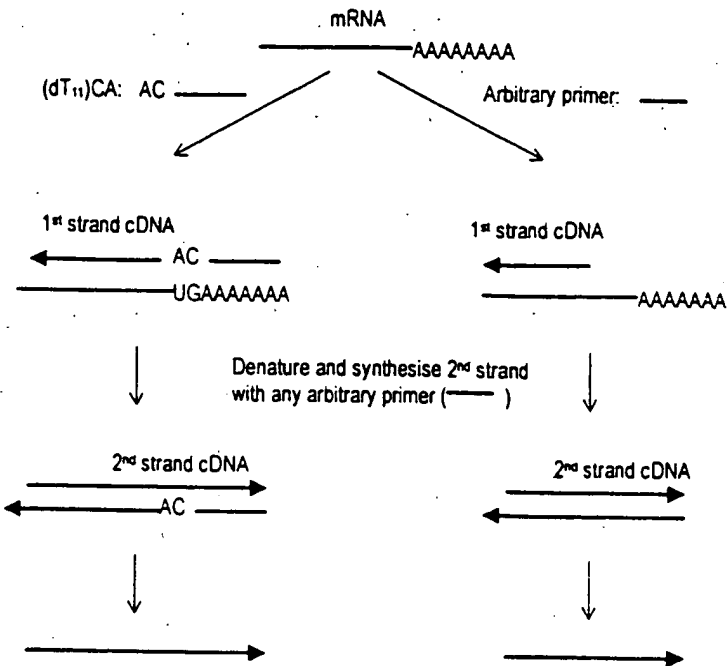 mRNA
AAAAAAAA
(dT₁₁)CA: AC
Arbitrary primer:
1st strand cDNA
AC
UGAAAAAAA
1st strand cDNA
AAAAAAA
Denature and synthesise 2nd strand
with any arbitrary primer ( )
2nd strand cDNA
AC
2nd strand cDNA